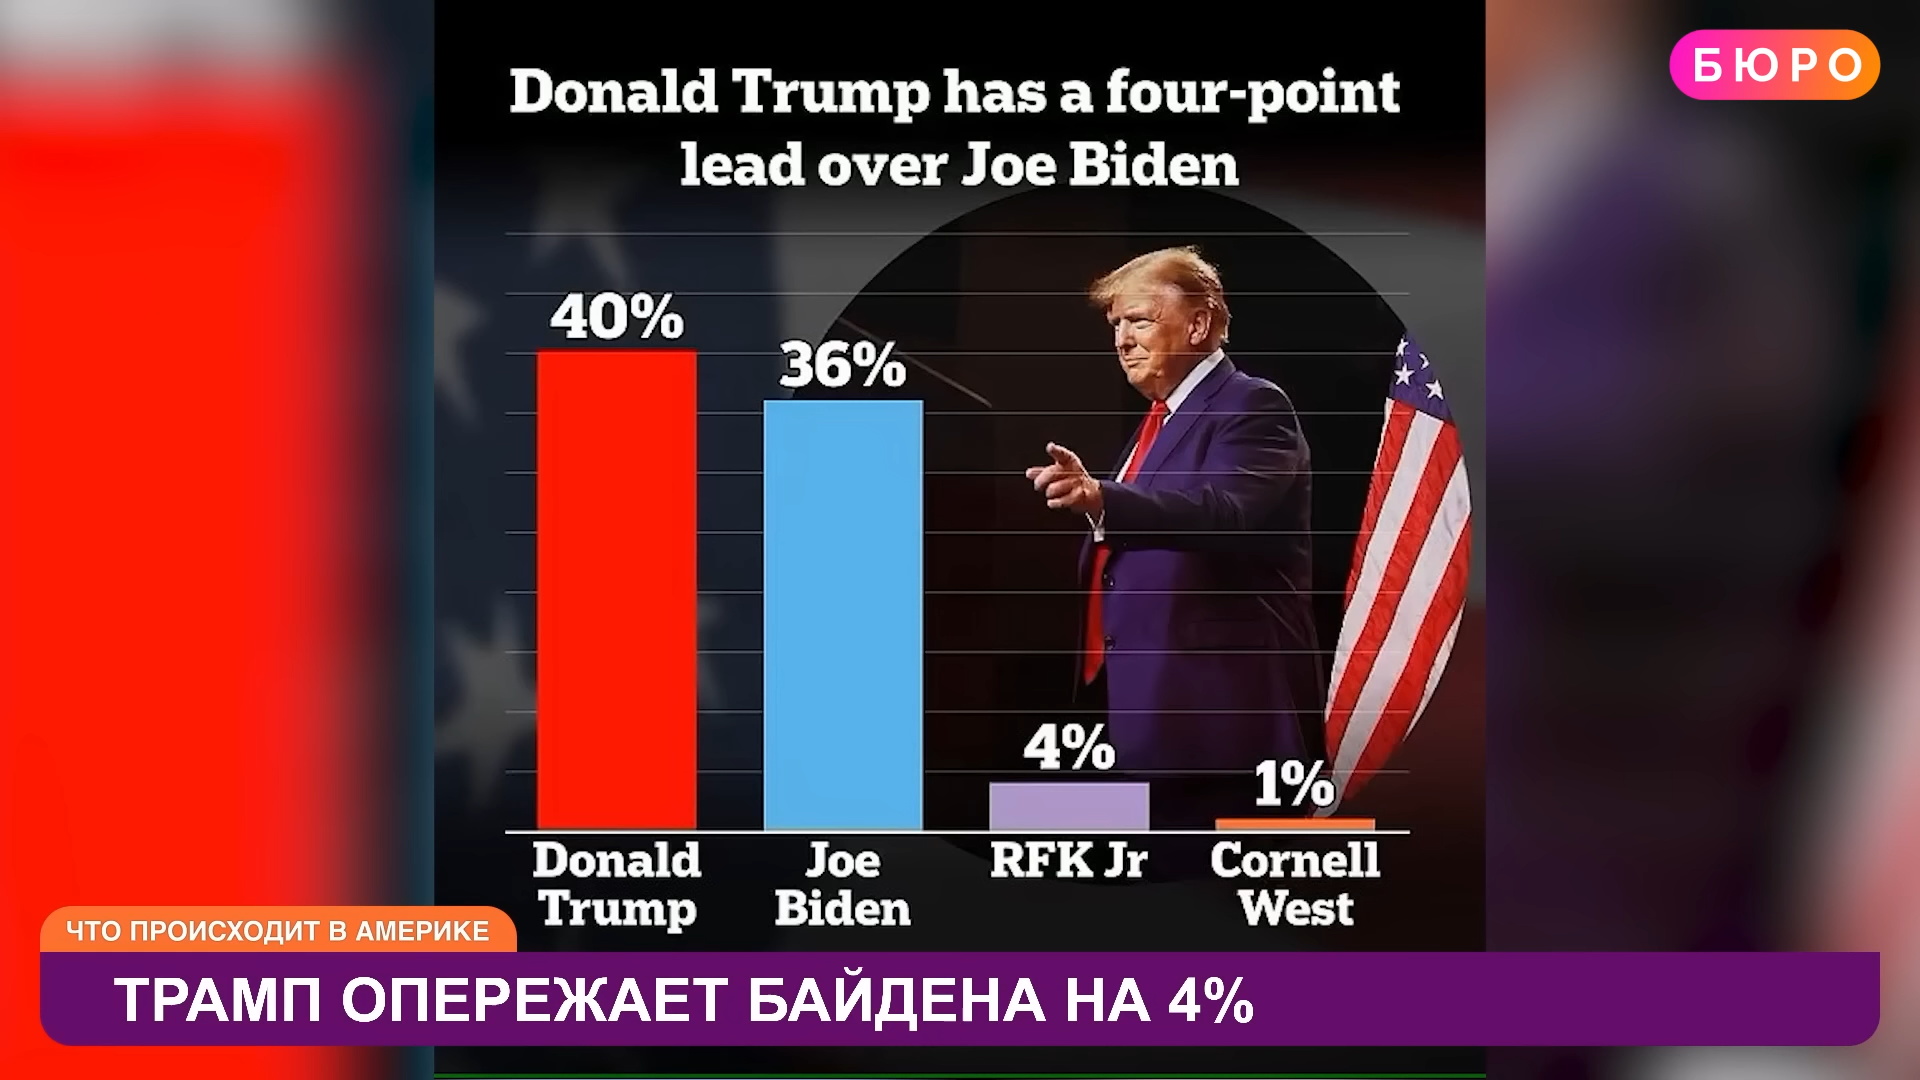 БЮРО
Donald Trump has a four-point
lead over Joe Biden
40%
36%
4%
1%
Donald
Trump
Joe
Biden
RFK Jr
Cornell
West
ЧТО ПРОИСХОДИТ В АМЕРИКЕ
ТРАМП ОПЕРЕЖАЕТ БАЙДЕНА НА 4%